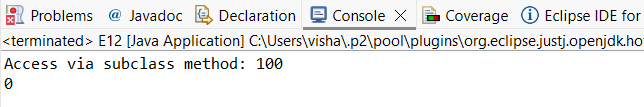 Problems @ Javadoc Declaration Console Coverage Eclipse IDE for
<terminated> E12 [Java Application] C:\Users\visha\.p2\pool\plugins\org.eclipse.justj.openjdk.ho
Access via subclass method: 100
0